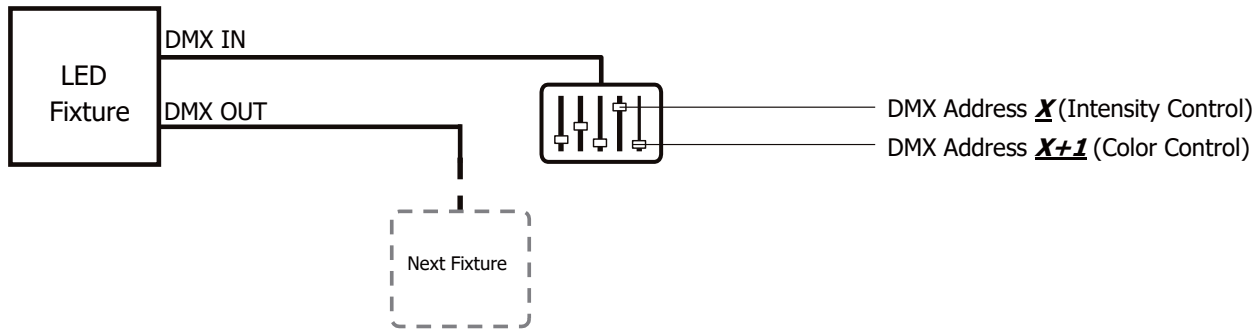 DMX IN
LED
Fixture
DMX OUT
DMX Address X (Intensity Control)
DMX Address X+1 (Color Control)
Next Fixture